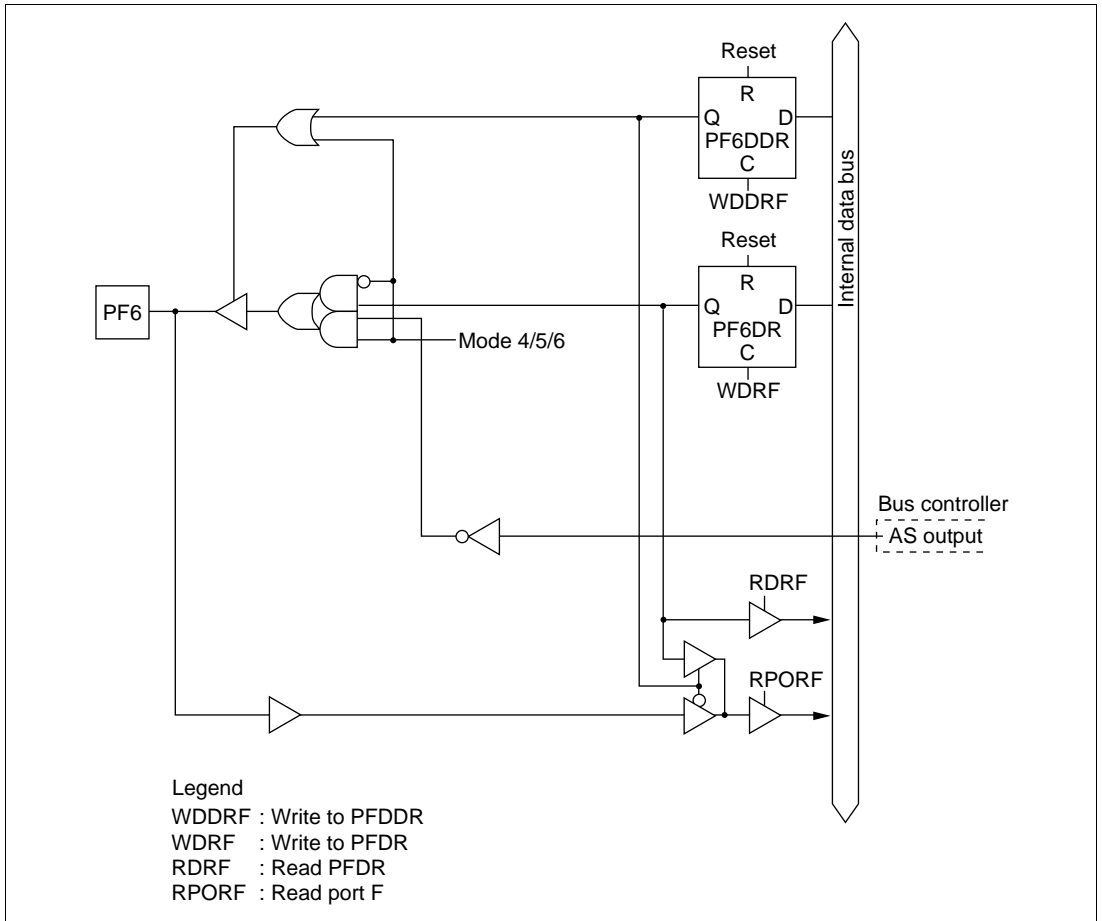 Reset
R
Q D
PF6DDR
C
WDDRF
Reset
R
Q D
PF6DR
C
WDRF
Internal data bus
PF6
Mode 4/5/6
Bus controller
AS output
RDRF
RPORF
Legend
WDDRF : Write to PFDDR
WDRF : Write to PFDR
RDRF : Read PFDR
RPORF : Read port F